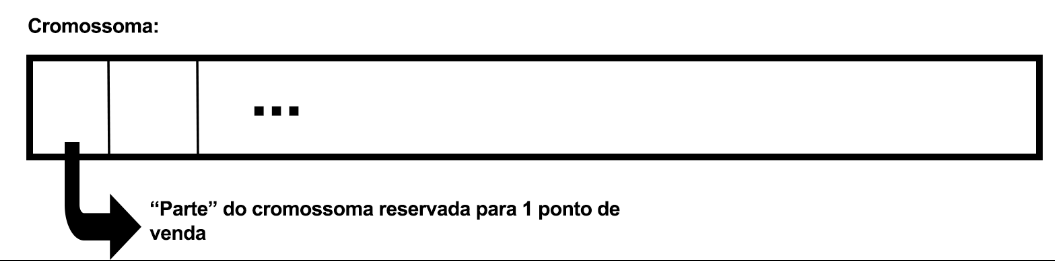 Cromossoma:
...
“Parte” do cromossoma reservada para 1 ponto de
venda